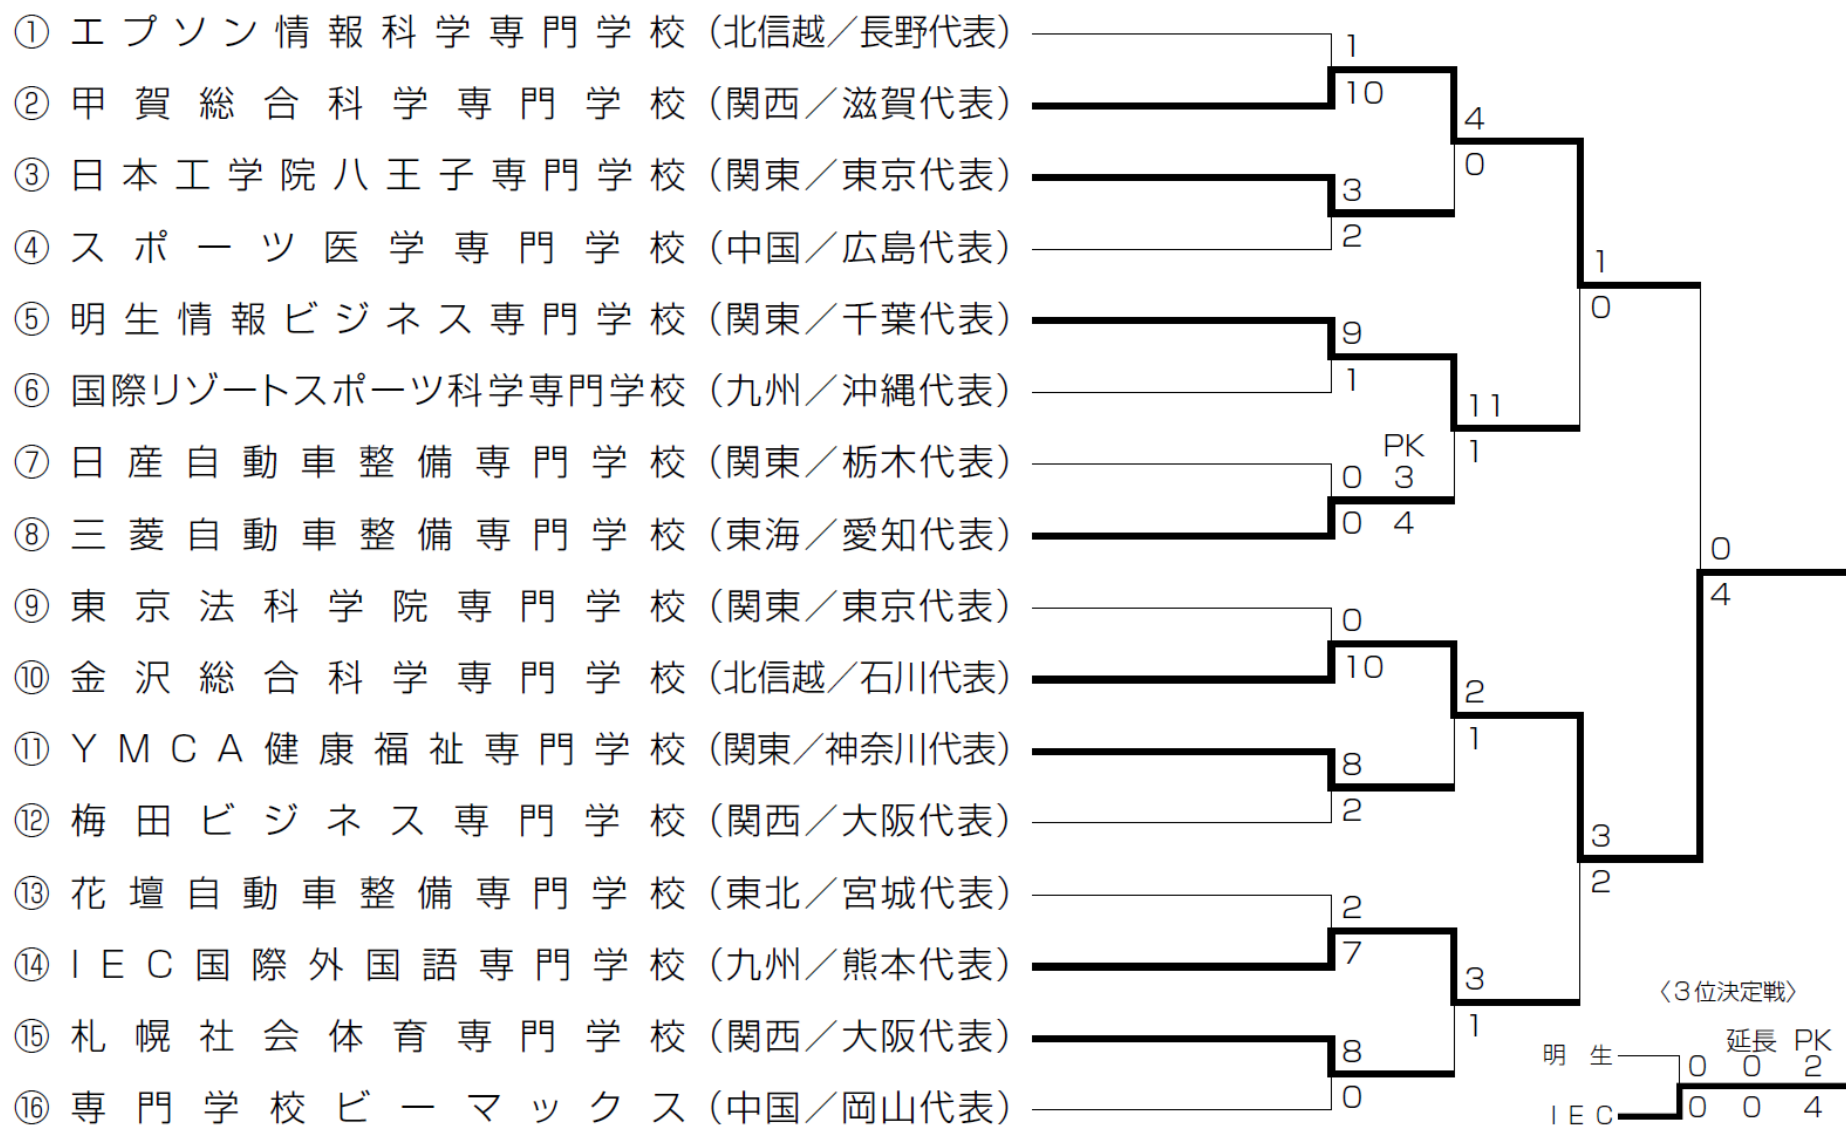 ① エプソン情報科学専門学校（北信越／長野代表）
② 甲賀総合科学専門学校（関西／滋賀代表）
③ 日本工学院八王子専門学校（関東／東京代表）
④ スポーツ医学専門学校（中国／広島代表）
⑤ 明生情報ビジネス専門学校（関東／千葉代表）
⑥ 国際リゾートスポーツ科学専門学校（九州／沖縄代表）
⑦ 日産自動車整備専門学校（関東／栃木代表）
⑧ 三菱自動車整備専門学校（東海／愛知代表）
⑨ 東京法科学院専門学校（関東／東京代表）
⑩ 金沢総合科学専門学校（北信越／石川代表）
⑪ YMCA健康福祉専門学校（関東／神奈川代表）
⑫ 梅田ビジネス専門学校（関西／大阪代表）
⑬ 花壇自動車整備専門学校（東北／宮城代表）
⑭ IEC国際外国語専門学校（九州／熊本代表）
⑮ 札幌社会体育専門学校（関西／大阪代表）
⑯ 専門学校ビーマックス（中国／岡山代表）
1
10
3
2
9
1
PK
0 3
0 4
0
10
8
2
2
7
8
0
4
0
11
1
2
1
3
1
1
0
3
2
0
4
〈3位決定戦〉
延長 PK
明生 0 0 2
IEC 0 0 4